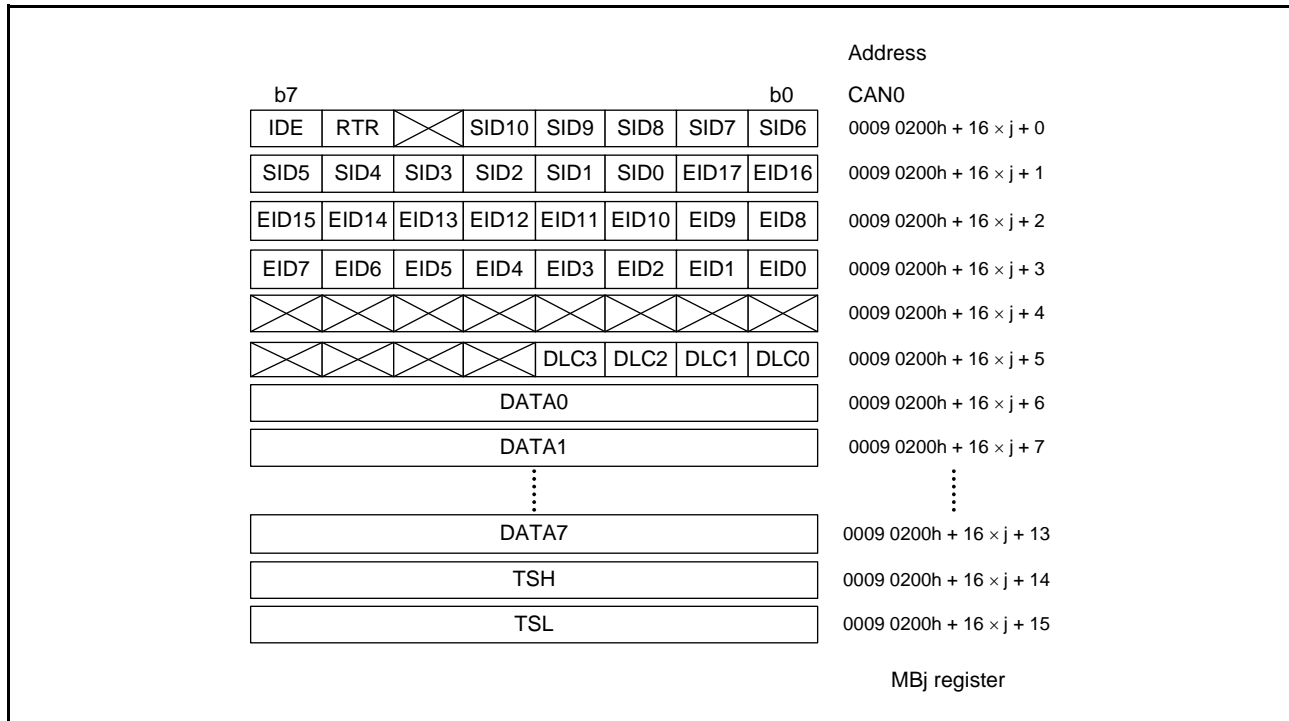 Address
b7 b0 CAN0
IDE RTR SID10 SID9 SID8 SID7 SID6 0009 0200h + 16 × j + 0
SID5 SID4 SID3 SID2 SID1 SID0 EID17 EID16 0009 0200h + 16 × j + 1
EID15 EID14 EID13 EID12 EID11 EID10 EID9 EID8 0009 0200h + 16 × j + 2
EID7 EID6 EID5 EID4 EID3 EID2 EID1 EID0 0009 0200h + 16 × j + 3
0009 0200h + 16 × j + 4
DLC3 DLC2 DLC1 DLC0 0009 0200h + 16 × j + 5
DATA0 0009 0200h + 16 × j + 6
DATA1 0009 0200h + 16 × j + 7
DATA7 0009 0200h + 16 × j + 13
TSH 0009 0200h + 16 × j + 14
TSL 0009 0200h + 16 × j + 15
MBj register